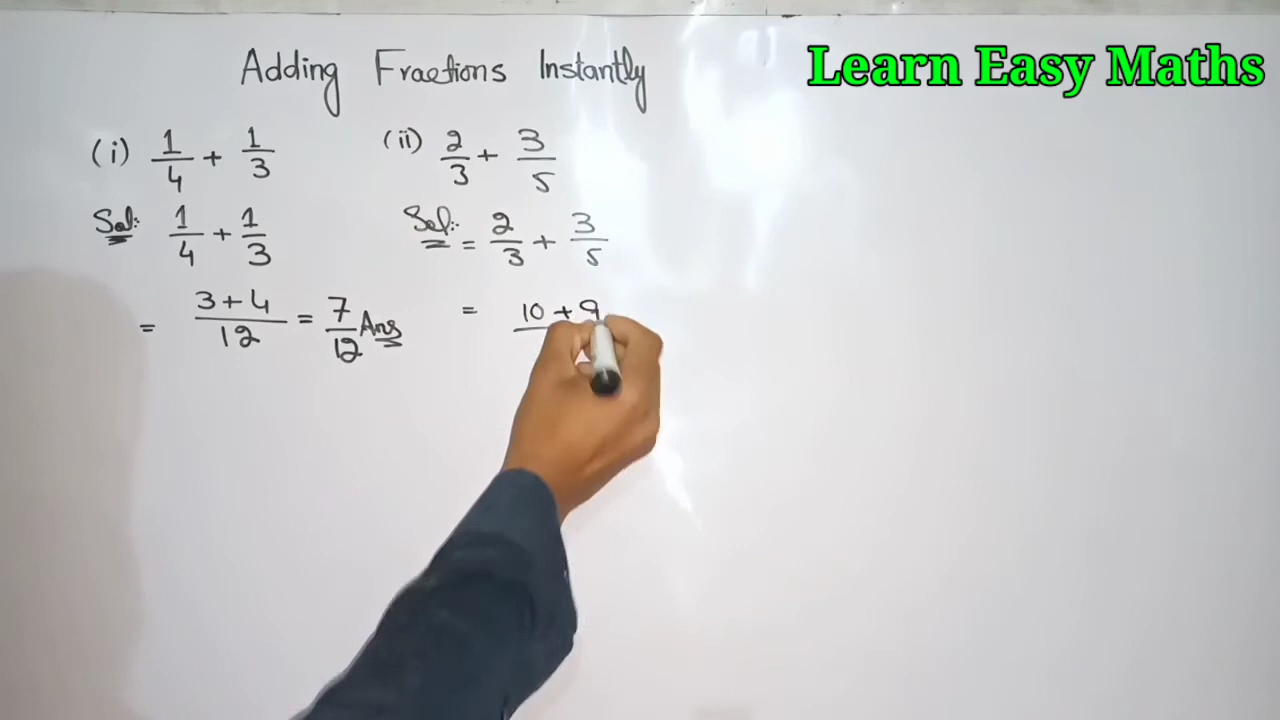 Adding Fractions Instantly
Learn Easy Maths
(i) 1/4 + 1/3
(ii) 2/3 + 3/5
Sol: 1/4 + 1/3
Sol: = 2/3 + 3/5
= 3 + 4 / 12 = 7/12 Ans
= 10 + 9